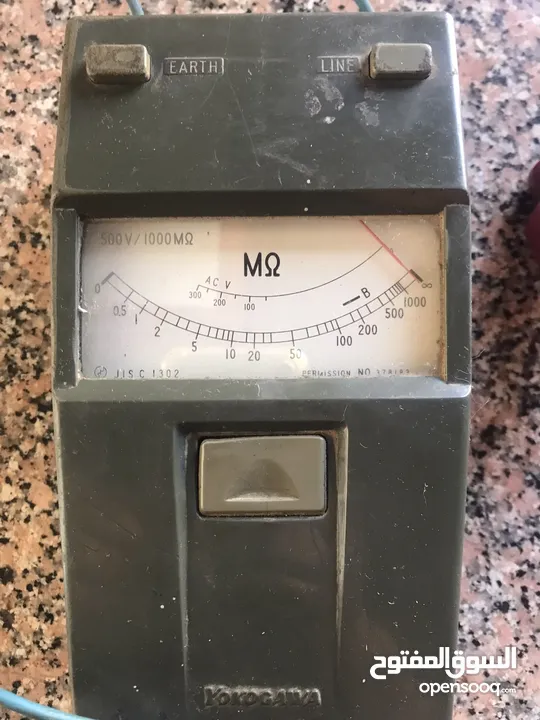 EARTH LINE
500V/1000MΩ
MΩ
AC V
300 200 100
B
0 0,5 1 2 5 10 20 50 100 200 500 1000 ∞
JIS C 1302 PERMISSION NO
YOKOGAWA
السوق المفتوح
opensooq.com